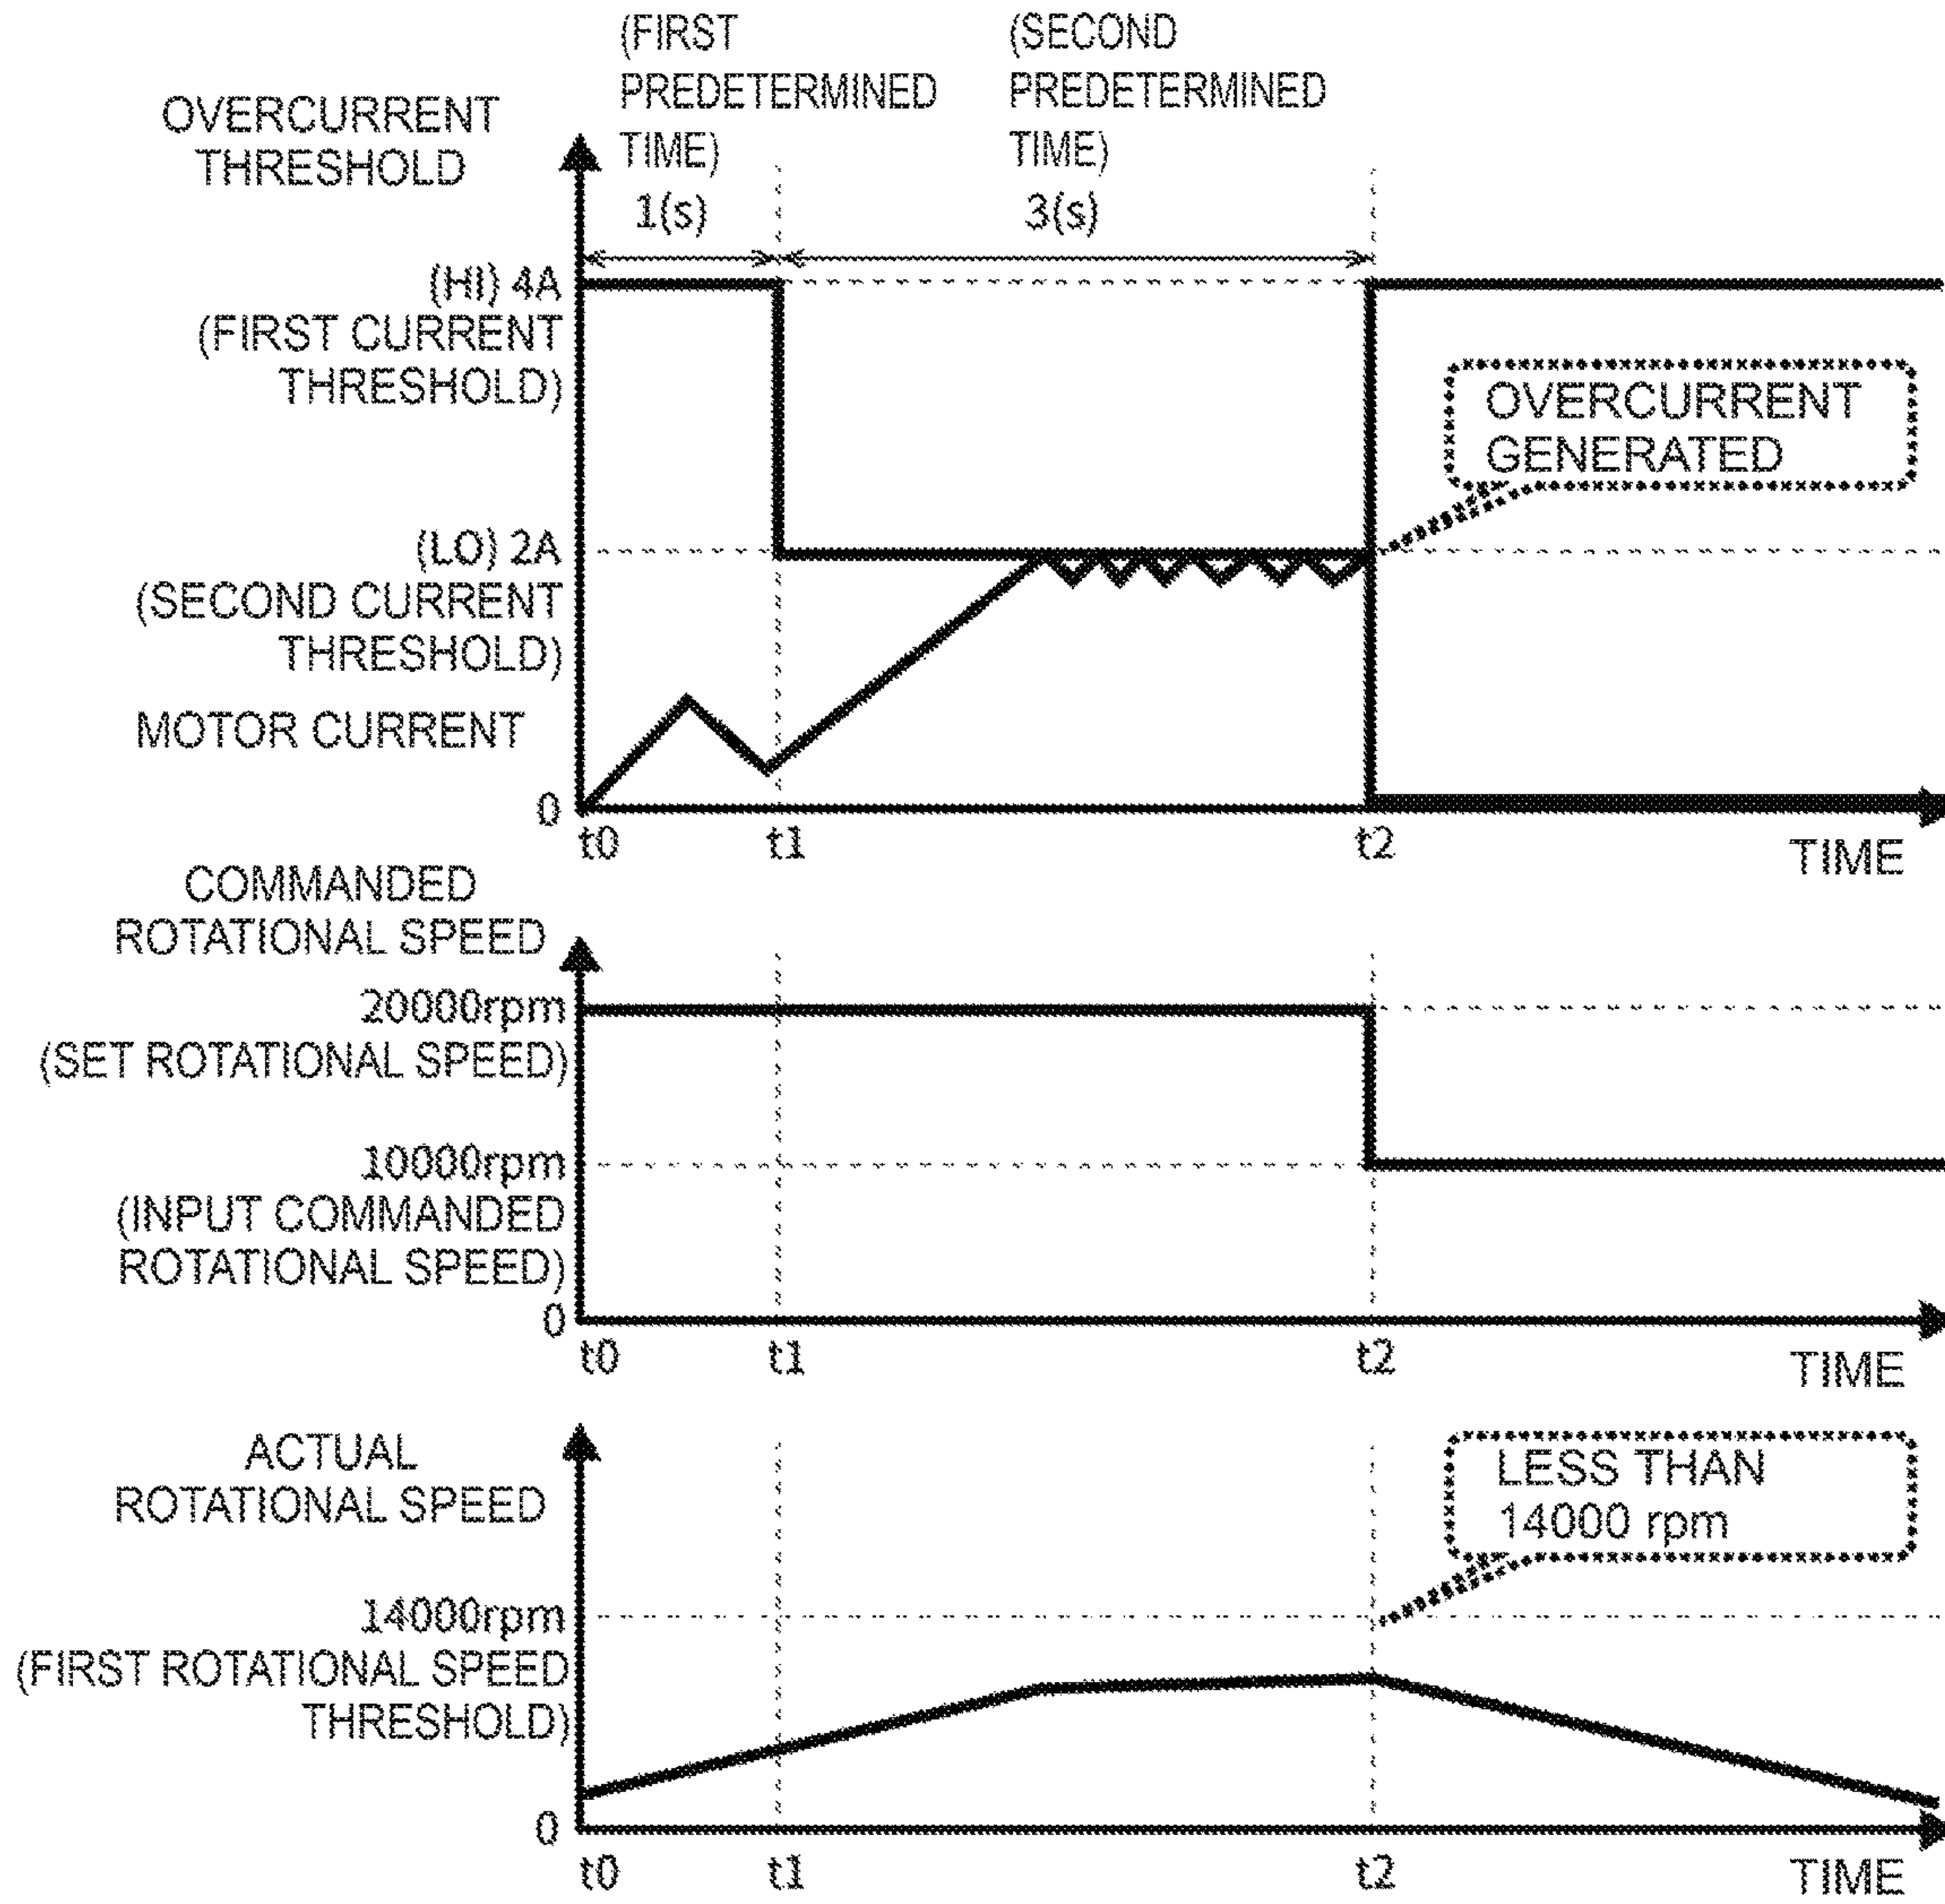 (FIRST
PREDETERMINED
TIME)
1(s)
(SECOND
PREDETERMINED
TIME)
3(s)
OVERCURRENT
THRESHOLD
(HI) 4A
(FIRST CURRENT
THRESHOLD)
OVERCURRENT
GENERATED
(LO) 2A
(SECOND CURRENT
THRESHOLD)
MOTOR CURRENT
0
t0
t1
t2
TIME
COMMANDED
ROTATIONAL SPEED
20000rpm
(SET ROTATIONAL SPEED)
10000rpm
(INPUT COMMANDED
ROTATIONAL SPEED)
0
t0
t1
t2
TIME
ACTUAL
ROTATIONAL SPEED
LESS THAN
14000 rpm
14000rpm
(FIRST ROTATIONAL SPEED
THRESHOLD)
0
t0
t1
t2
TIME